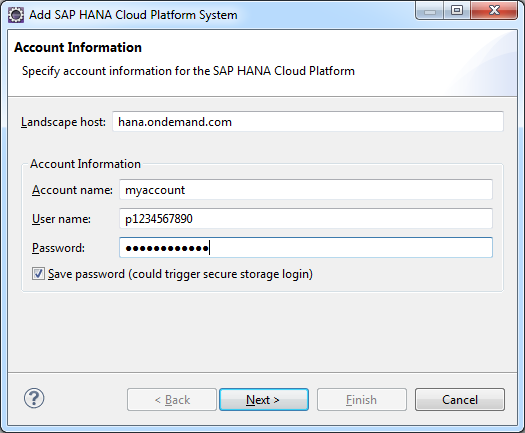 Add SAP HANA Cloud Platform System
Account Information
Specify account information for the SAP HANA Cloud Platform
Landscape host: hana.ondemand.com
Account Information
Account name: myaccount
User name: p1234567890
Password: ●●●●●●●●●●●●
Save password (could trigger secure storage login)
? < Back Next > Finish Cancel